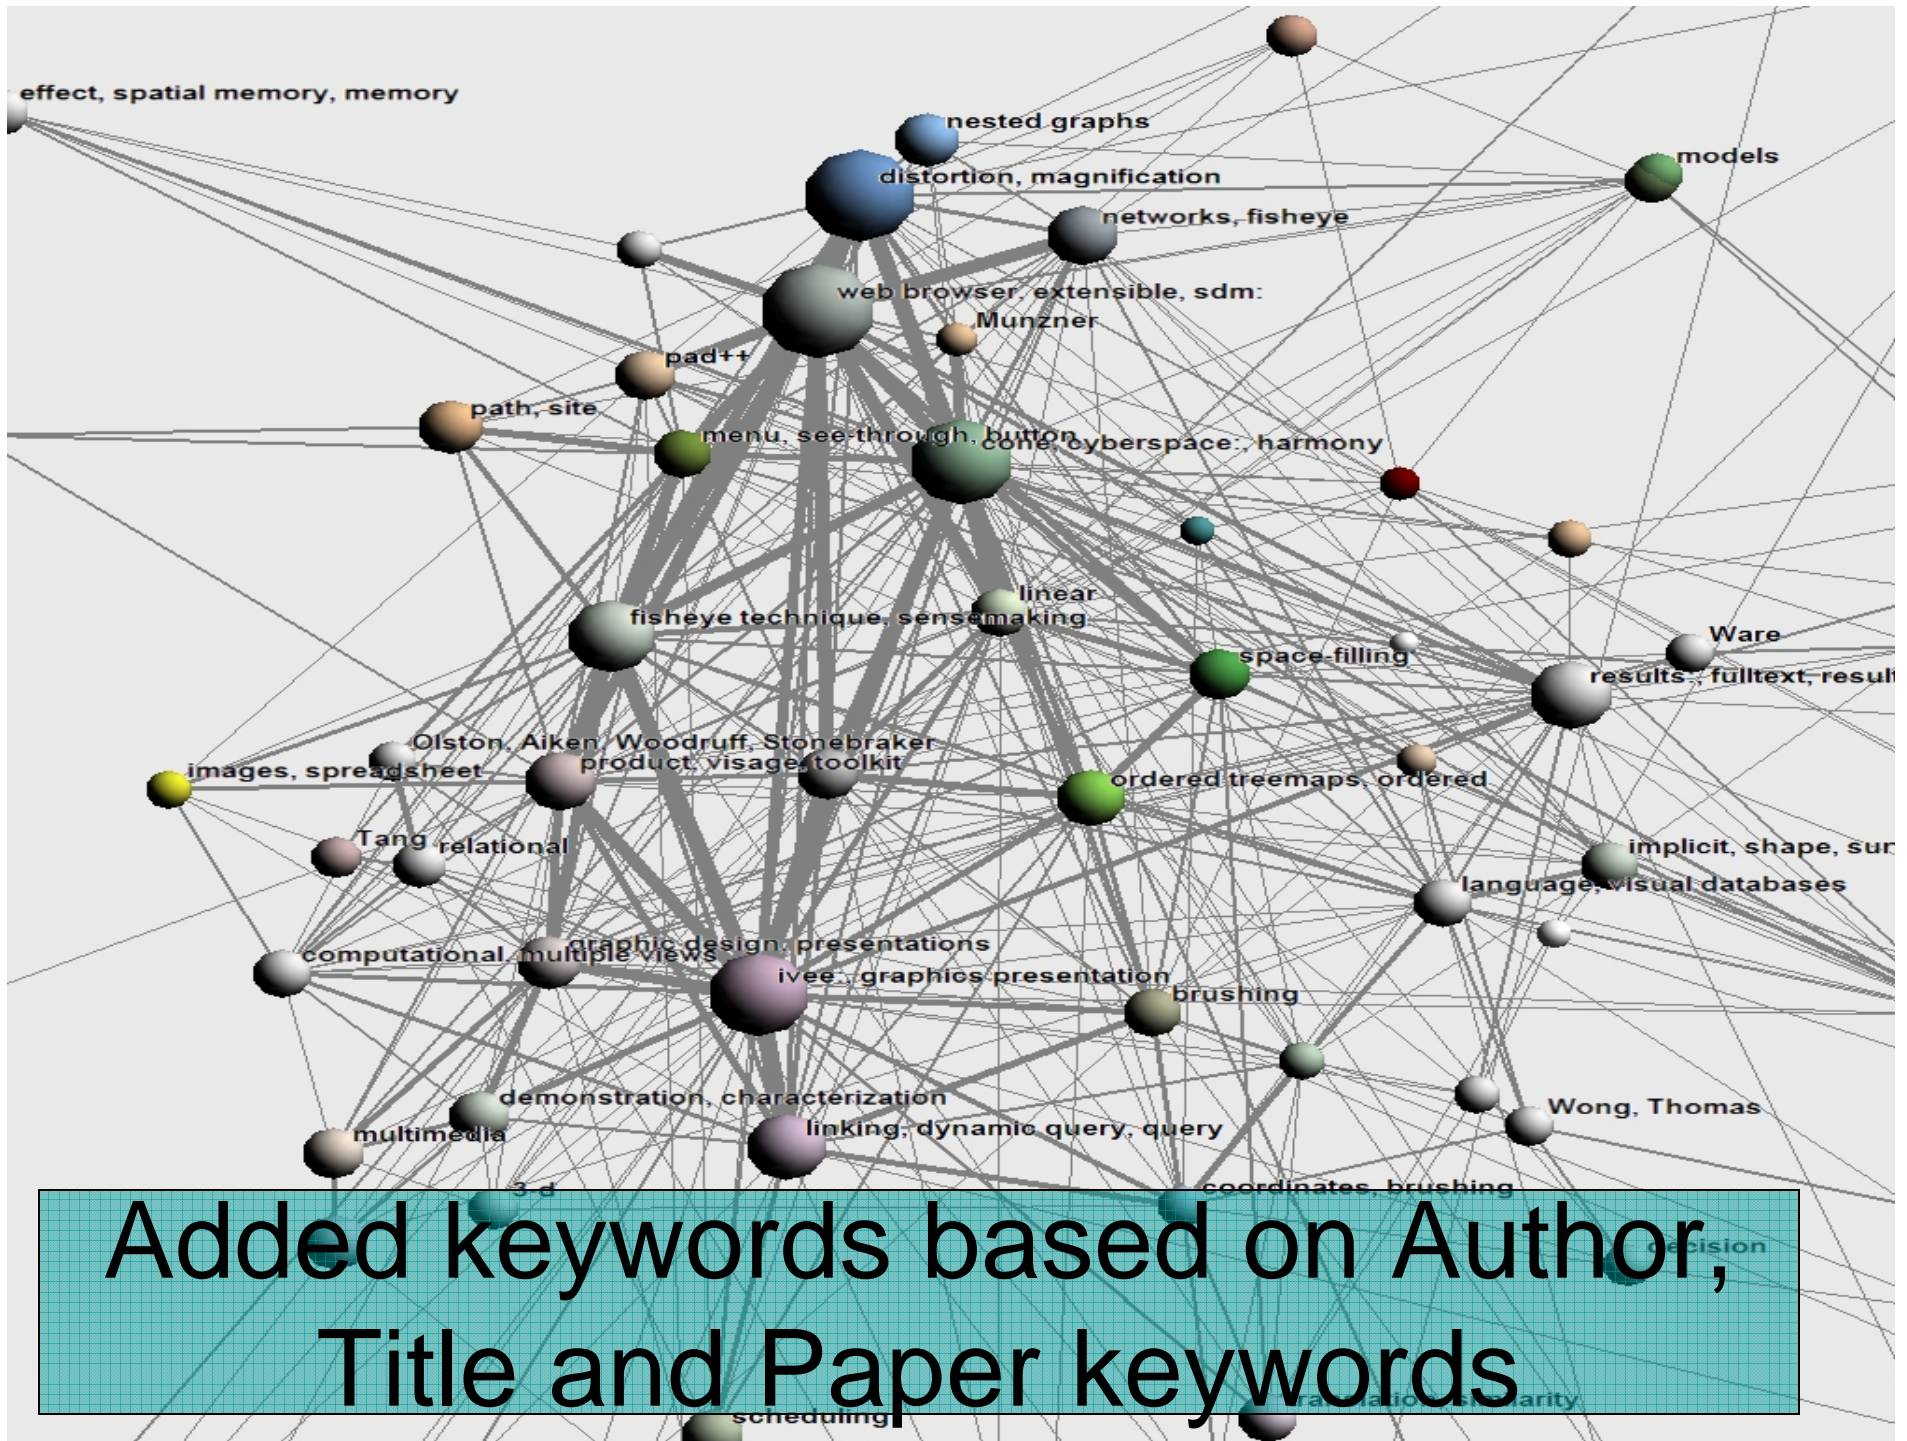 effect, spatial memory, memory
nested graphs
models
distortion, magnification
networks, fisheye
web browser, extensible, sdm:
Munzner
pad++
path, site
menu, see-through, button
cone, cyberspace:, harmony
linear
fisheye technique, sensemaking
Ware
space-filling
results:, fulltext, result
Olston, Aiken, Woodruff, Stonebraker
product, visage, toolkit
images, spreadsheet
ordered treemaps, ordered
Tang
relational
implicit, shape, sur
language, visual databases
graphic design, presentations
computational, multiple views
ivee:, graphics presentation
brushing
demonstration, characterization
Wong, Thomas
linking, dynamic query, query
multimedia
3-d
coordinates, brushing
decision
Added keywords based on Author,
Title and Paper keywords
similarity
scheduling